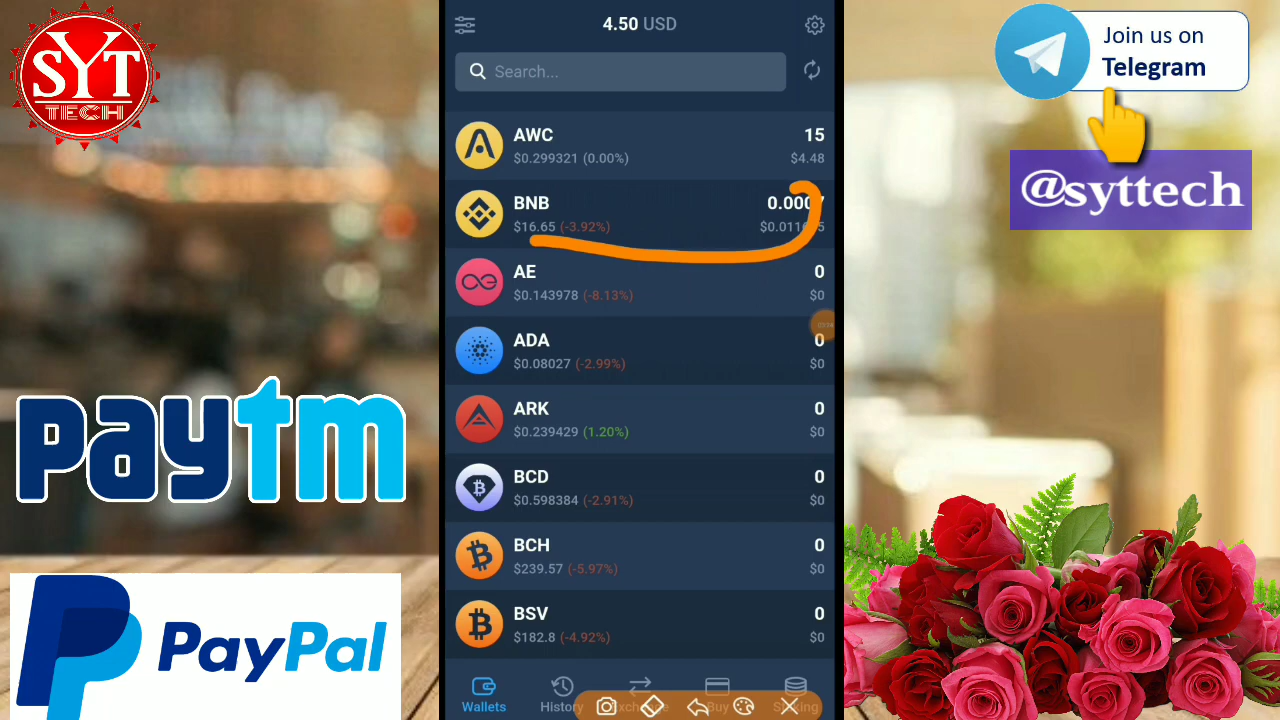 SYT
TECH
paytm
PayPal
4.50 USD
Search...
AWC 15
$0.299321 (0.00%) $4.48
BNB
$16.65 (-3.92%)
AE 0
$0.143978 (-8.13%) $0
ADA 0
$0.08027 (-2.99%) $0
ARK 0
$0.239429 (1.20%) $0
BCD 0
$0.598384 (-2.91%) $0
BCH 0
$239.57 (-5.97%) $0
BSV 0
$182.8 (-4.92%) $0
Wallets
Join us on
Telegram
@syttech